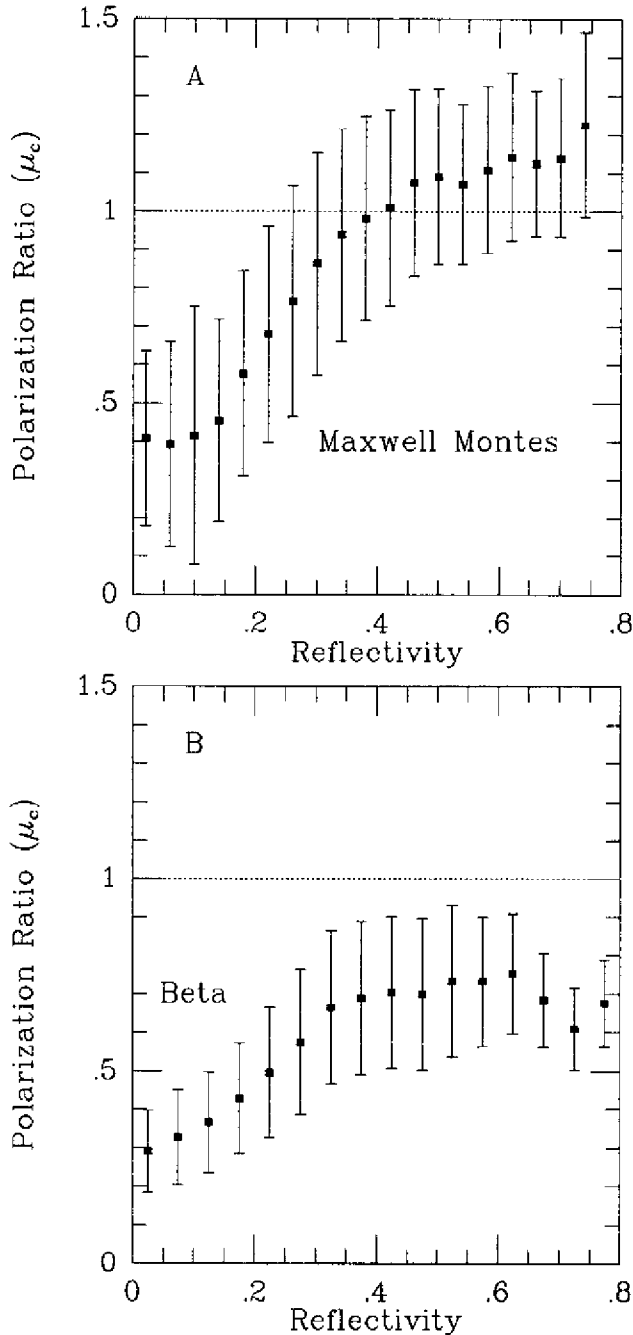 1.5
A
Polarization Ratio (μc)
1
.5
Maxwell Montes
0
0 .2 .4 .6 .8
Reflectivity
1.5
B
Polarization Ratio (μc)
1
Beta
.5
0
0 .2 .4 .6 .8
Reflectivity